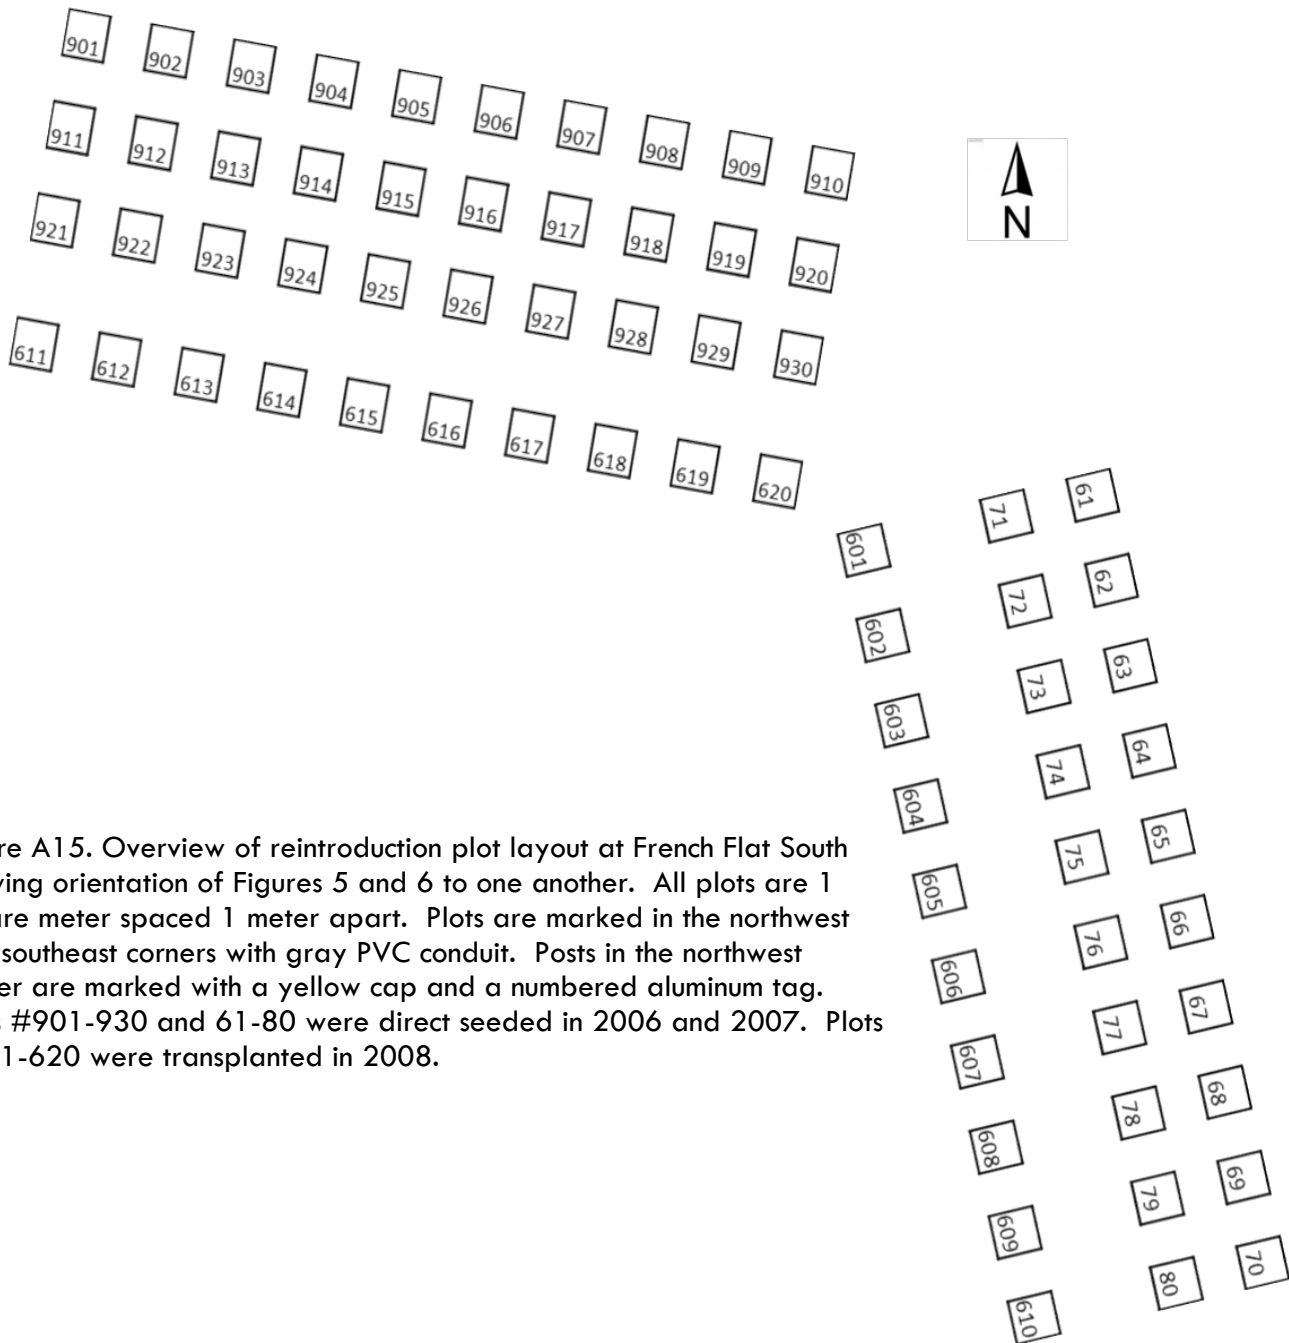 901 902 903 904 905 906 907 908 909 910
911 912 913 914 915 916 917 918 919 920
921 922 923 924 925 926 927 928 929 930
611 612 613 614 615 616 617 618 619 620
N
601 71 61
602 72 62
603 73 63
604 74 64
605 75 65
606 76 66
607 77 67
608 78 68
609 79 69
610 80 70
re A15. Overview of reintroduction plot layout at French Flat South
ving orientation of Figures 5 and 6 to one another. All plots are 1
are meter spaced 1 meter apart. Plots are marked in the northwest
southeast corners with gray PVC conduit. Posts in the northwest
er are marked with a yellow cap and a numbered aluminum tag.
s #901-930 and 61-80 were direct seeded in 2006 and 2007. Plots
1-620 were transplanted in 2008.